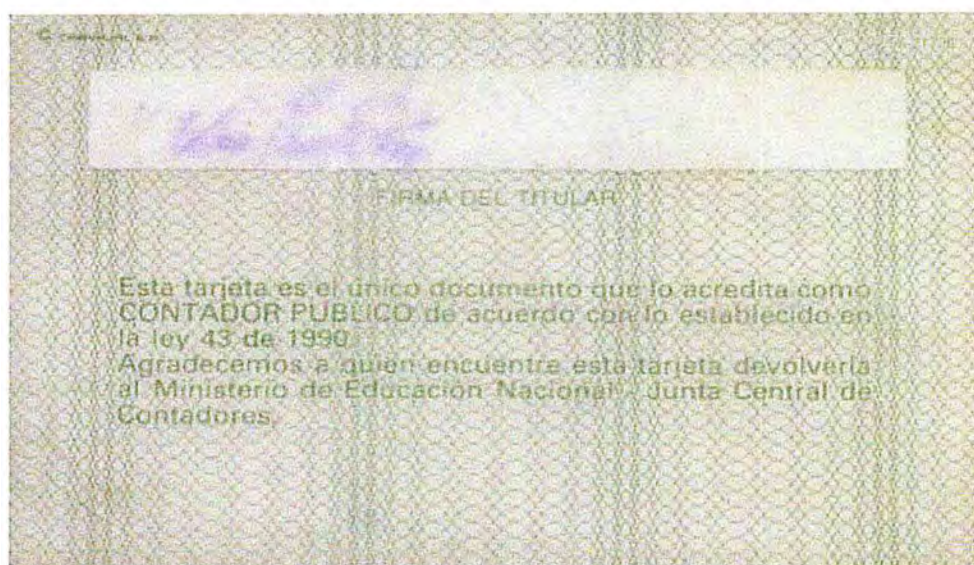 FIRMA DEL TITULAR
Esta tarjeta es el único documento que lo acredita como
CONTADOR PUBLICO de acuerdo con lo establecido en
la ley 43 de 1990.
Agradecemos a quien encuentre esta tarjeta devolverla
al Ministerio de Educación Nacional - Junta Central de
Contadores.